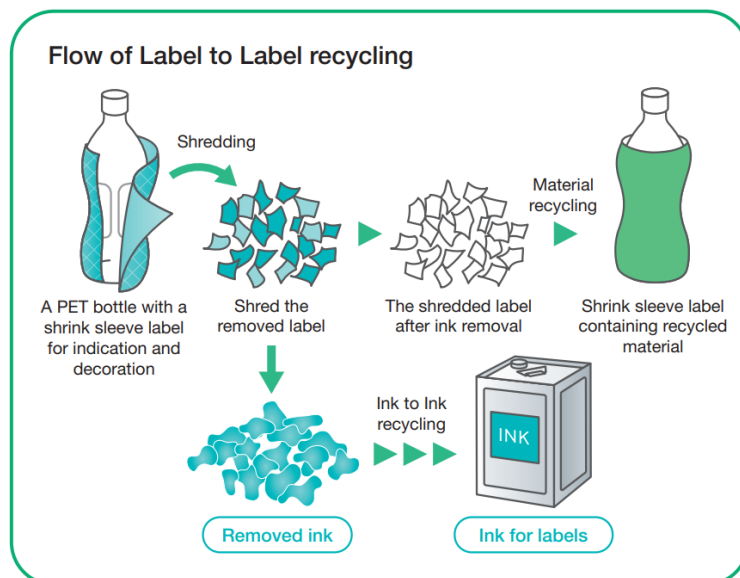 Flow of Label to Label recycling
Shredding
Material
recycling
A PET bottle with a
shrink sleeve label
for indication and
decoration
Shred the
removed label
The shredded label
after ink removal
Shrink sleeve label
containing recycled
material
Ink to Ink
recycling
INK
Removed ink
Ink for labels